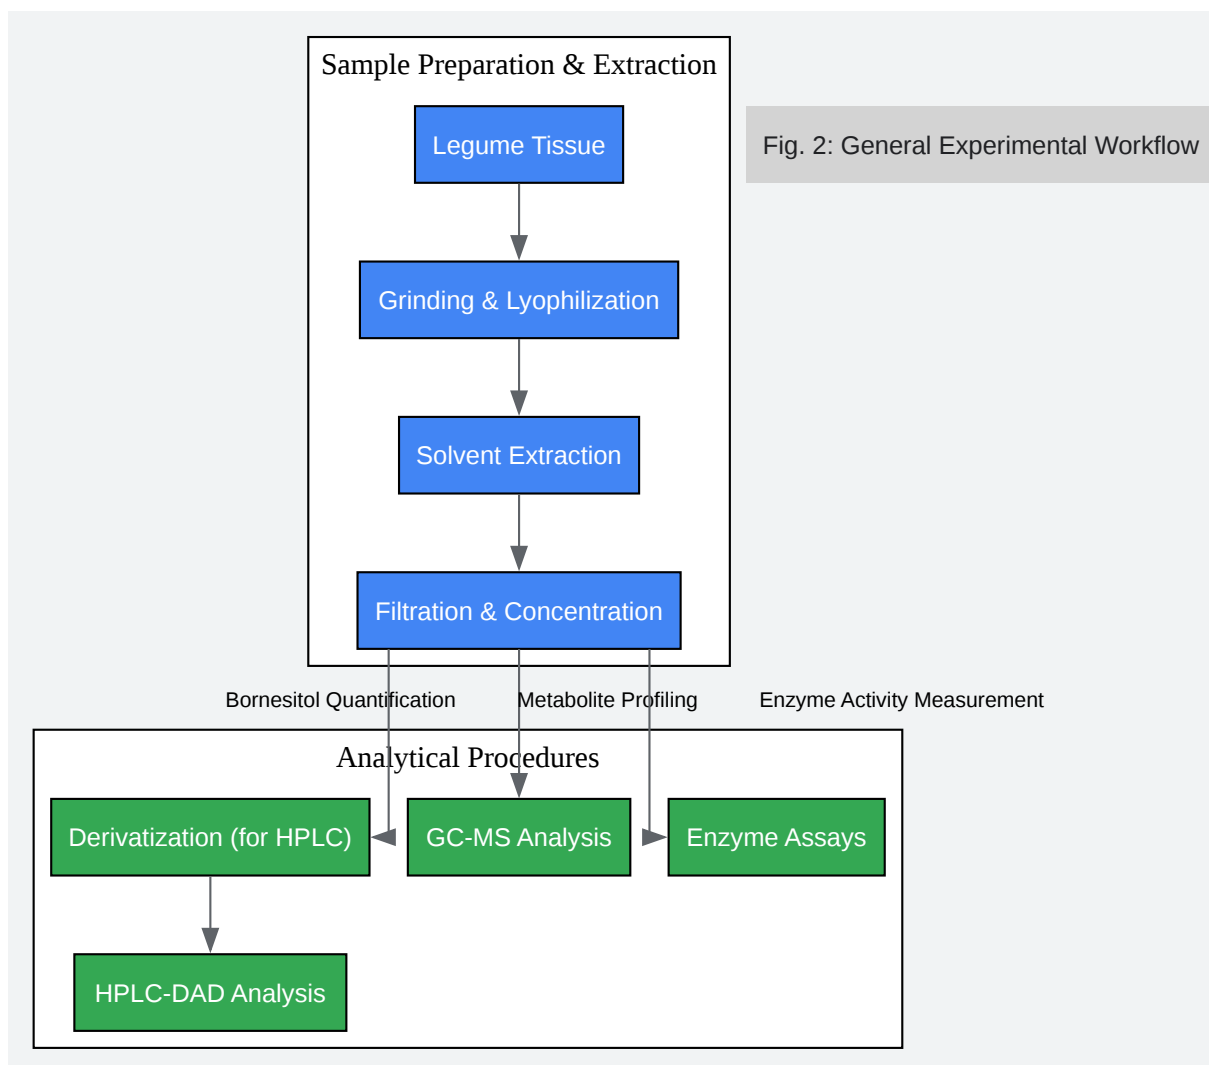 Sample Preparation & Extraction
Legume Tissue
Fig. 2: General Experimental Workflow
Grinding & Lyophilization
Solvent Extraction
Filtration & Concentration
Bornesitol Quantification
Metabolite Profiling
Enzyme Activity Measurement
Analytical Procedures
Derivatization (for HPLC)
GC-MS Analysis
Enzyme Assays
HPLC-DAD Analysis